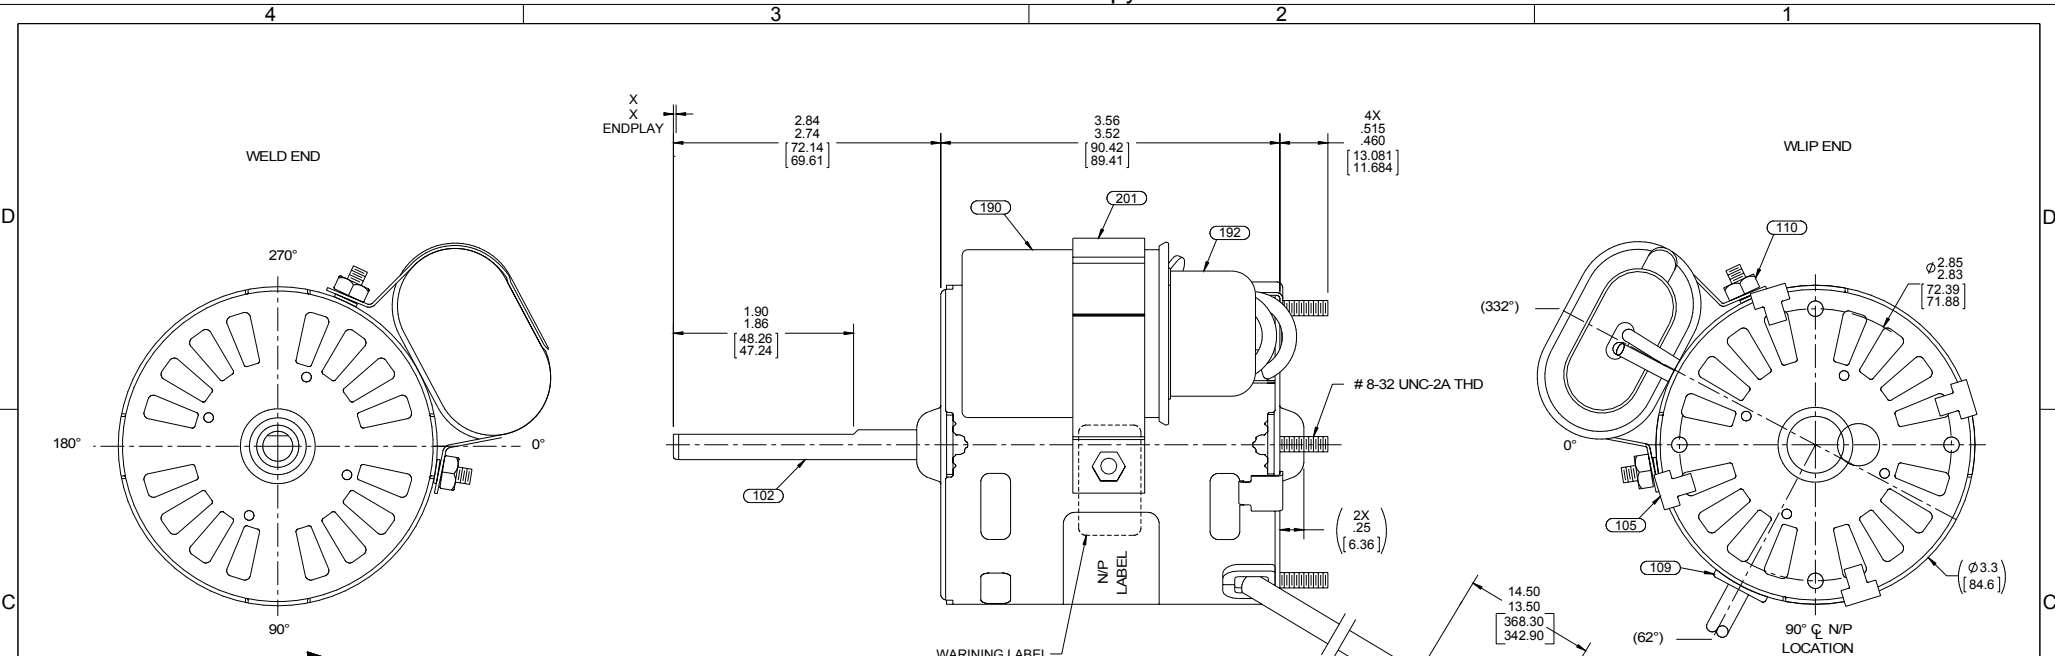 4
3
2
1
D
D
C
C
WELD END
270°
180°
0°
90°
X
X
ENDPLAY
2.84
2.74
[72.14
69.61]
3.56
3.52
[90.42
89.41]
4X
.515
.460
[13.081
11.684]
190
201
192
1.90
1.86
[48.26
47.24]
102
# 8-32 UNC-2A THD
(2X
.25
[6.36])
N/P
LABEL
WARINING LABEL
14.50
13.50
[368.30
342.90]
WLIP END
110
Ø2.85
2.83
[72.39
71.88]
(332°)
0°
105
109
(62°)
(Ø3.3
[84.6])
90° ℄ N/P
LOCATION